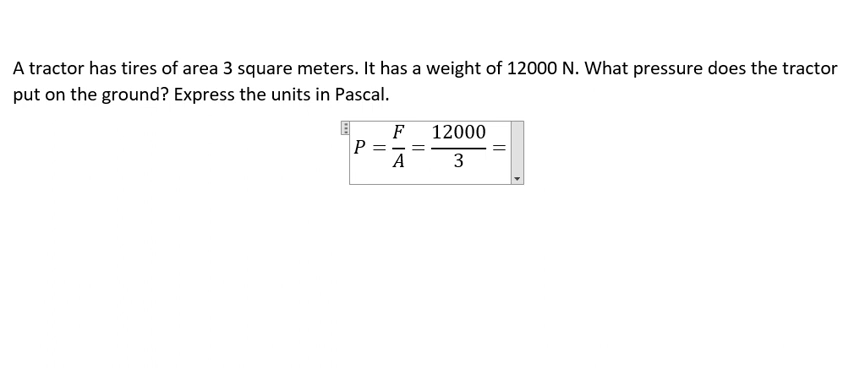 A tractor has tires of area 3 square meters. It has a weight of 12000 N. What pressure does the tractor
put on the ground? Express the units in Pascal.
P = F/A = 12000/3 =